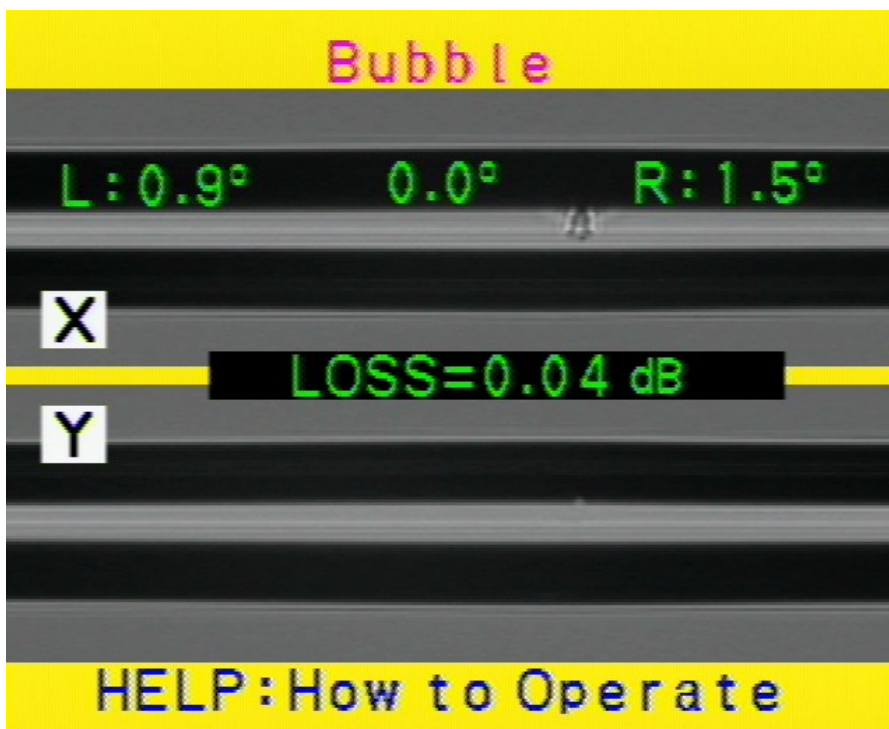 Bubble
L:0.9° 0.0° R:1.5°
X
LOSS=0.04 dB
Y
HELP:How to Operate